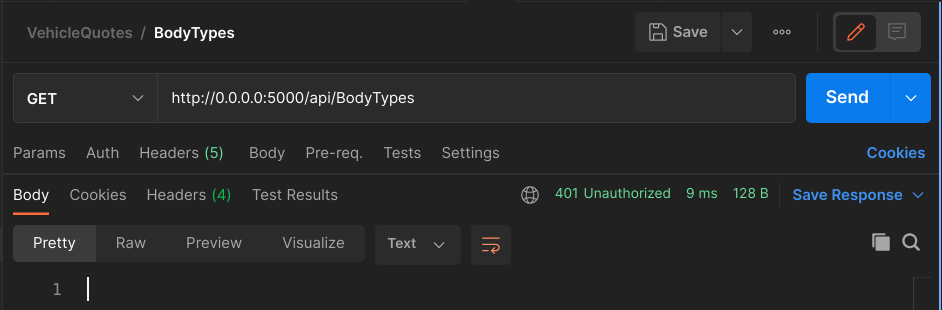 VehicleQuotes / BodyTypes Save
GET http://0.0.0.0:5000/api/BodyTypes Send
Params Auth Headers (5) Body Pre-req. Tests Settings Cookies
Body Cookies Headers (4) Test Results 401 Unauthorized 9 ms 128 B Save Response
Pretty Raw Preview Visualize Text
1